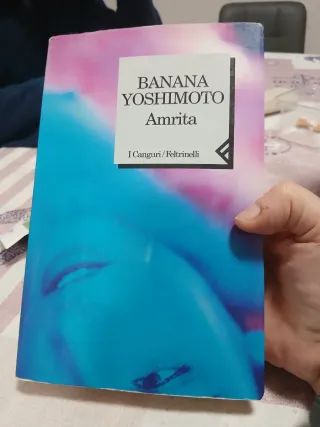 BANANA
YOSHIMOTO
Amrita
I Canguri/Feltrinelli